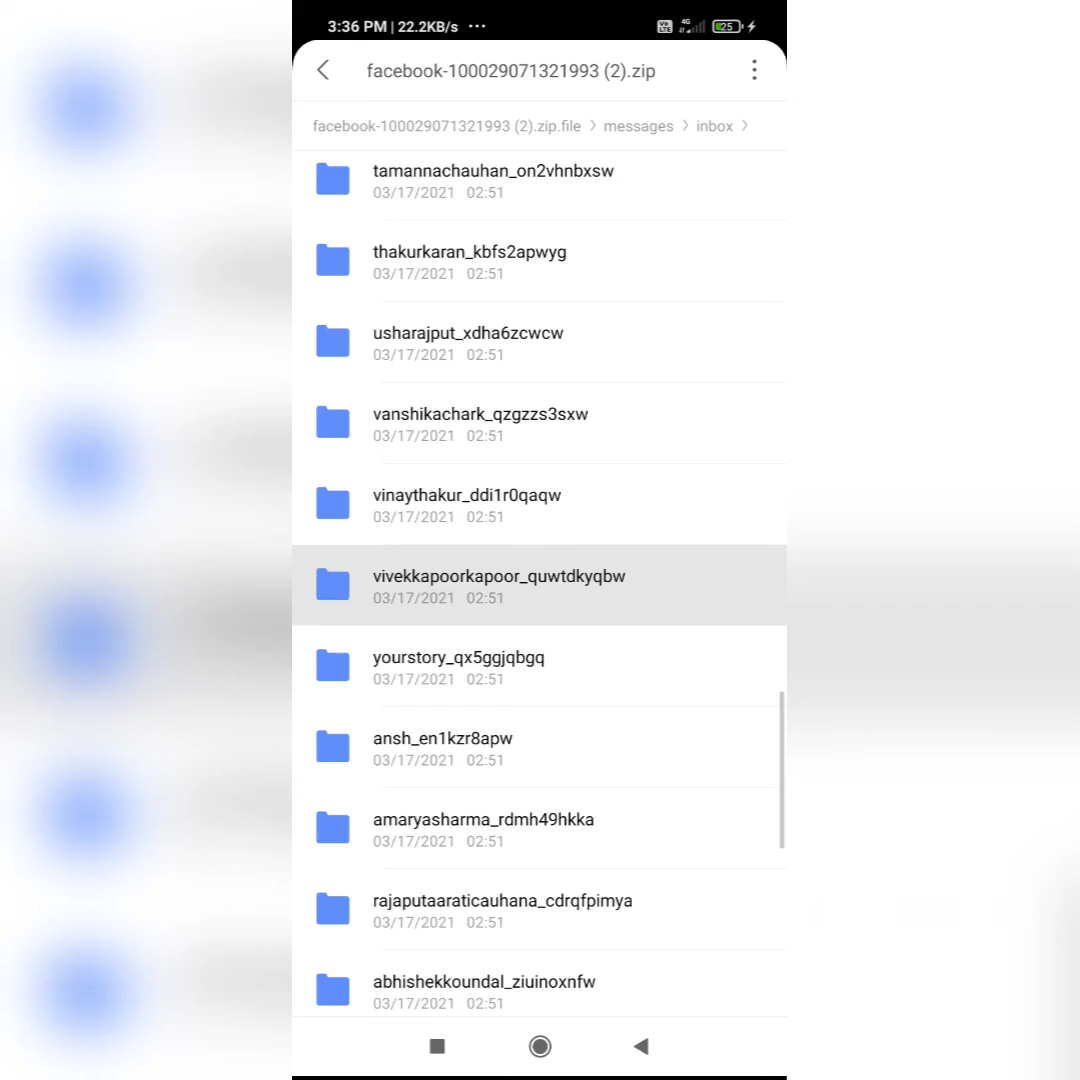 3:36 PM | 22.2KB/s ···
Vo LTE 4G 25
facebook-100029071321993 (2).zip
facebook-100029071321993 (2).zip.file > messages > inbox >
tamannachauhan_on2vhnbxsw
03/17/2021 02:51
thakurkaran_kbfs2apwyg
03/17/2021 02:51
usharajput_xdha6zcwcw
03/17/2021 02:51
vanshikachark_qzgzzs3sxw
03/17/2021 02:51
vinaythakur_ddi1r0qaqw
03/17/2021 02:51
vivekkapoorkapoor_quwtdkyqbw
03/17/2021 02:51
yourstory_qx5ggjqbgq
03/17/2021 02:51
ansh_en1kzr8apw
03/17/2021 02:51
amaryasharma_rdmh49hkka
03/17/2021 02:51
rajaputaaraticauhana_cdrqfpimya
03/17/2021 02:51
abhishekkoundal_ziuinoxnfw
03/17/2021 02:51